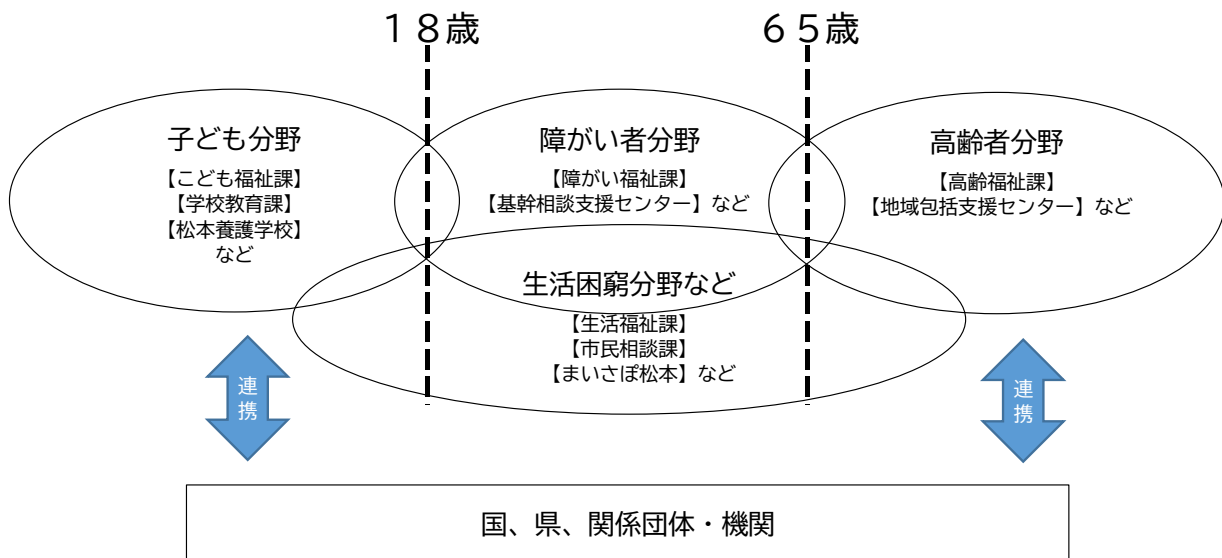 １８歳
６５歳
子ども分野
【こども福祉課】
【学校教育課】
【松本養護学校】
など
障がい者分野
【障がい福祉課】
【基幹相談支援センター】など
高齢者分野
【高齢福祉課】
【地域包括支援センター】など
生活困窮分野など
【生活福祉課】
【市民相談課】
【まいさぽ松本】など
連携
連携
国、県、関係団体・機関